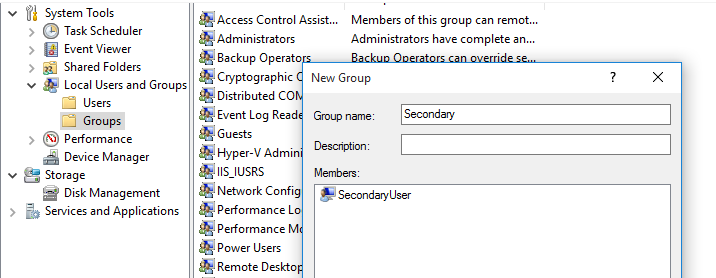 System Tools
Task Scheduler
Event Viewer
Shared Folders
Local Users and Groups
Users
Groups
Performance
Device Manager
Storage
Disk Management
Services and Applications
Access Control Assist... Members of this group can remot...
Administrators Administrators have complete an...
Backup Operators Backup Operators can override se...
Cryptographic O
Distributed COM
Event Log Reade
Guests
Hyper-V Admini
IIS_IUSRS
Network Config
Performance Lo
Performance Mo
Power Users
Remote Desktop
New Group
?
Group name: Secondary
Description:
Members:
SecondaryUser